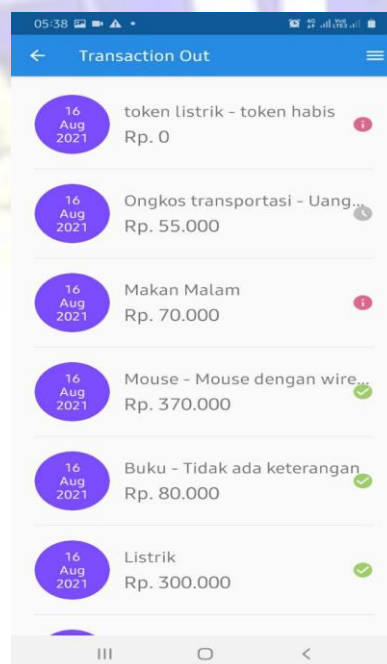 05:38
Transaction Out
16
Aug
2021
token listrik - token habis
Rp. 0
16
Aug
2021
Ongkos transportasi - Uang...
Rp. 55.000
16
Aug
2021
Makan Malam
Rp. 70.000
16
Aug
2021
Mouse - Mouse dengan wire...
Rp. 370.000
16
Aug
2021
Buku - Tidak ada keterangan
Rp. 80.000
16
Aug
2021
Listrik
Rp. 300.000